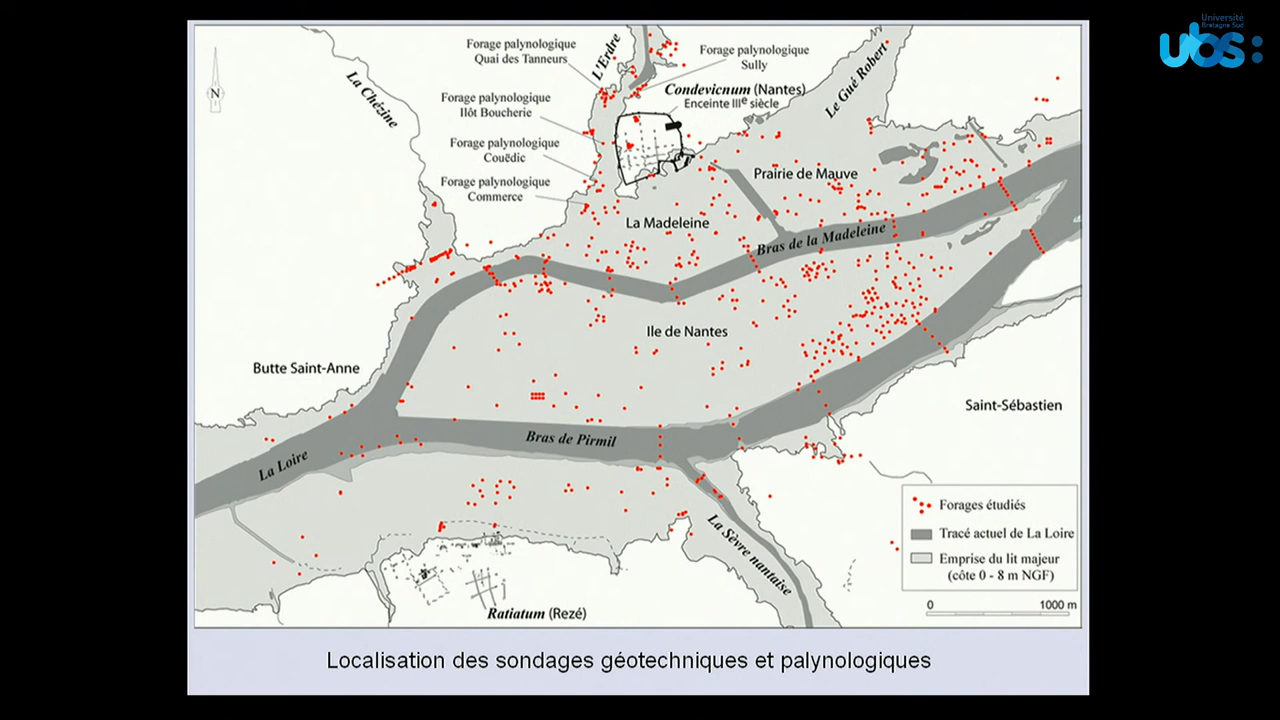 Université
Bretagne Sud
ubs:
N
La Chézine
Forage palynologique
Quai des Tanneurs
L'Erdre
Forage palynologique
Sully
Condevicnum (Nantes)
Enceinte IIIe siècle
Le Gué Robert
Forage palynologique
Ilôt Boucherie
Forage palynologique
Couëdic
Forage palynologique
Commerce
Prairie de Mauve
La Madeleine
Bras de la Madeleine
Ile de Nantes
Butte Saint-Anne
Saint-Sébastien
Bras de Pirmil
La Loire
La Sèvre nantaise
Ratiatum (Rezé)
Forages étudiés
Tracé actuel de La Loire
Emprise du lit majeur
(côte 0 - 8 m NGF)
0 1000 m
Localisation des sondages géotechniques et palynologiques